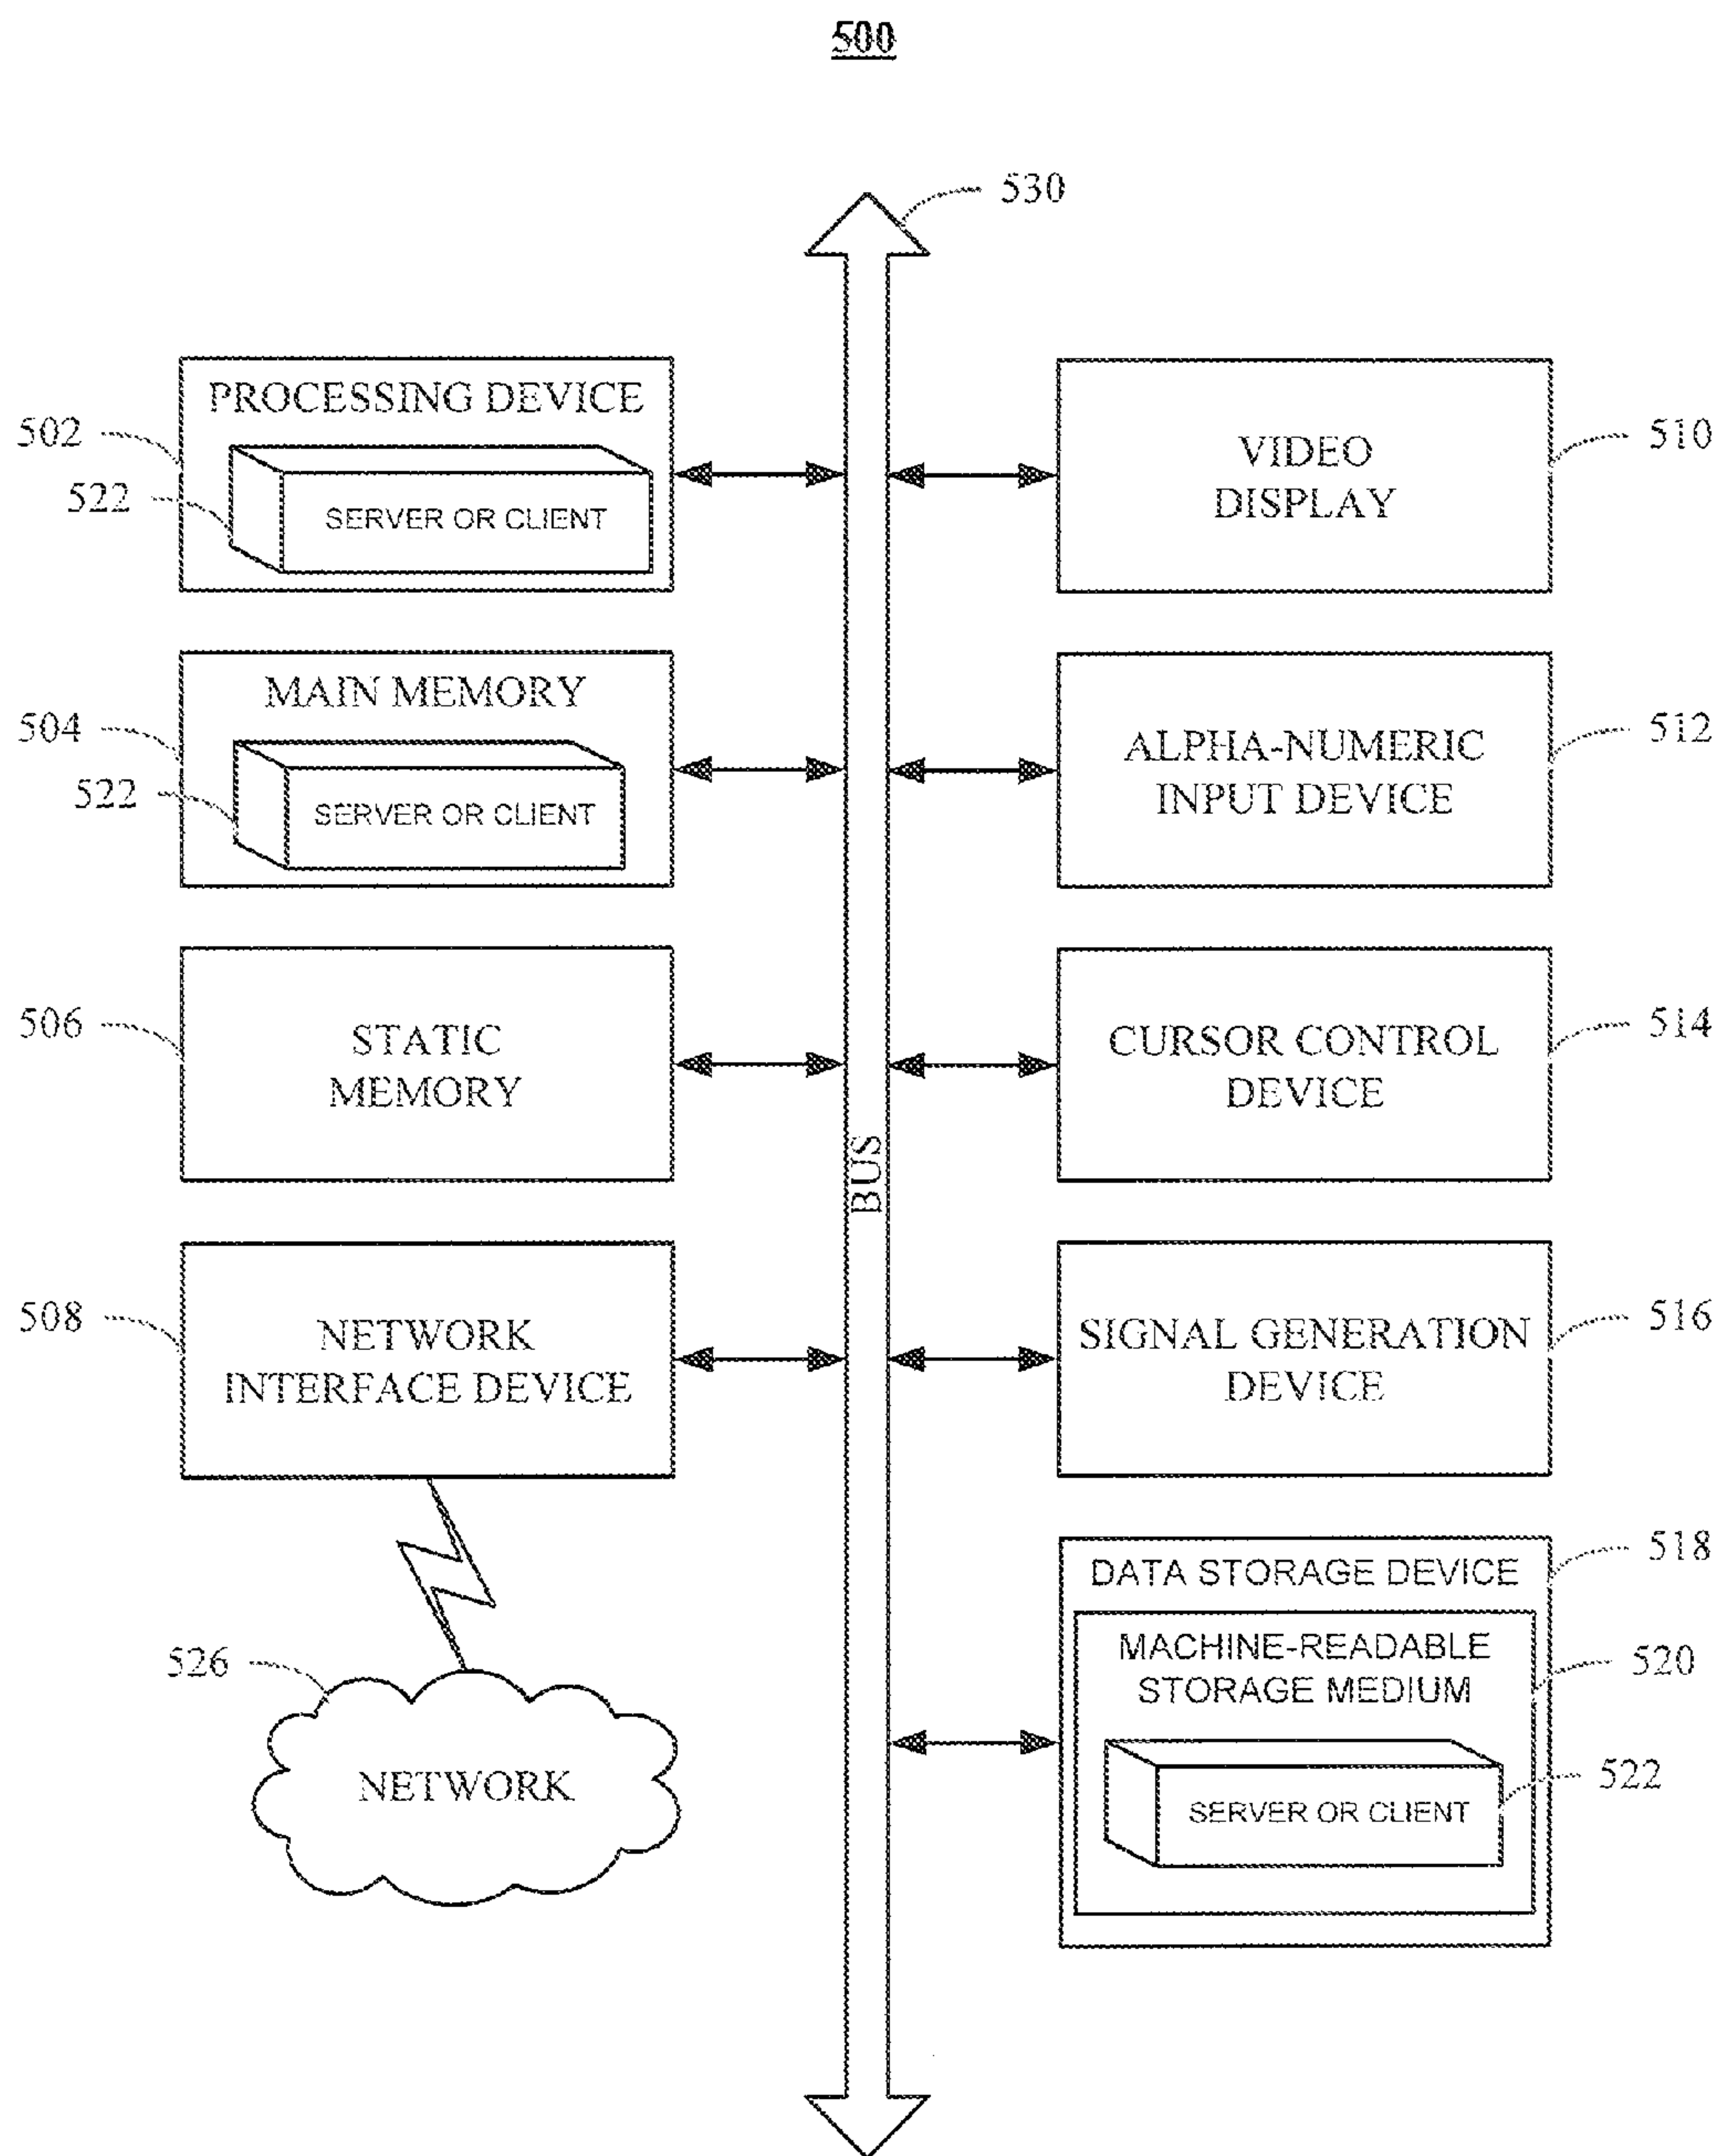 500
530
PROCESSING DEVICE
502
522
SERVER OR CLIENT
MAIN MEMORY
504
522
SERVER OR CLIENT
506
STATIC
MEMORY
508
NETWORK
INTERFACE DEVICE
526
NETWORK
BUS
VIDEO
DISPLAY
510
ALPHA-NUMERIC
INPUT DEVICE
512
CURSOR CONTROL
DEVICE
514
SIGNAL GENERATION
DEVICE
516
518
DATA STORAGE DEVICE
MACHINE-READABLE
STORAGE MEDIUM
520
522
SERVER OR CLIENT